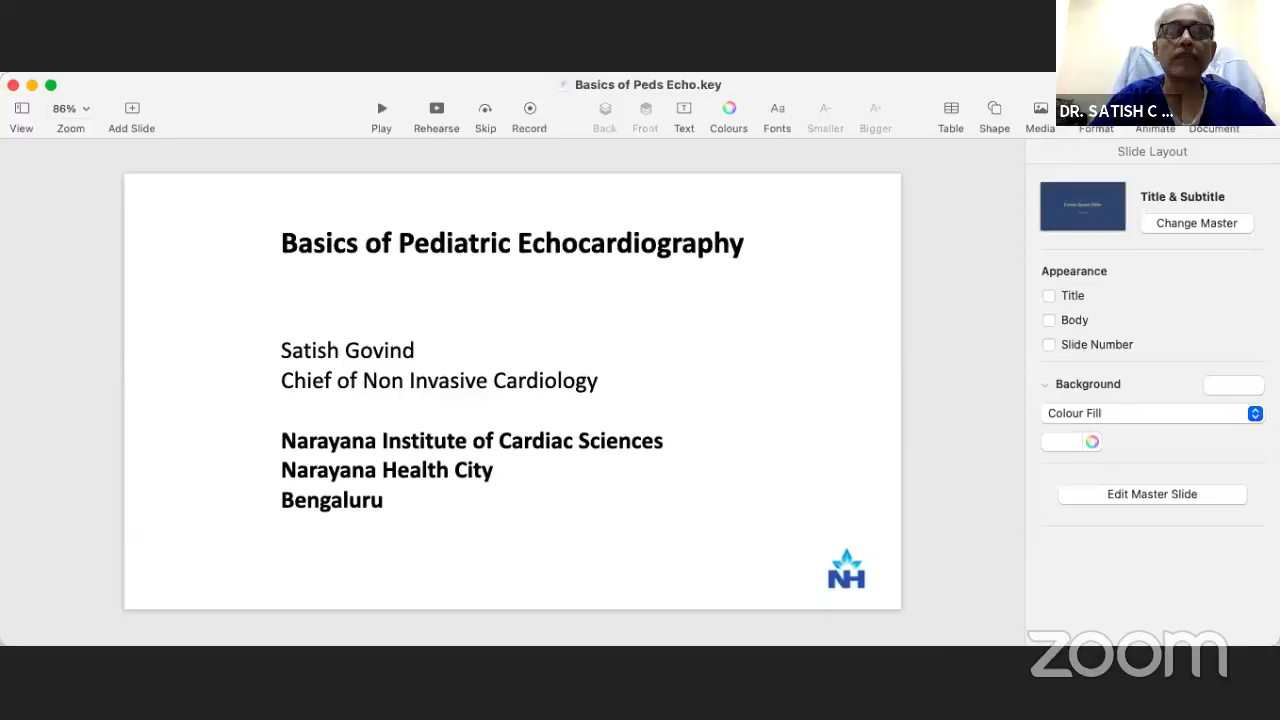 Basics of Peds Echo.key
86%
View
Zoom
Add Slide
Play
Rehearse
Skip
Record
Back
Front
Text
Colours
Fonts
Smaller
Bigger
Table
Shape
Media
Format
Animate
Document
DR. SATISH C ...
Slide Layout
Title & Subtitle
Change Master
Appearance
Title
Body
Slide Number
Background
Colour Fill
Edit Master Slide
Basics of Pediatric Echocardiography
Satish Govind
Chief of Non Invasive Cardiology
Narayana Institute of Cardiac Sciences
Narayana Health City
Bengaluru
NH
zoom